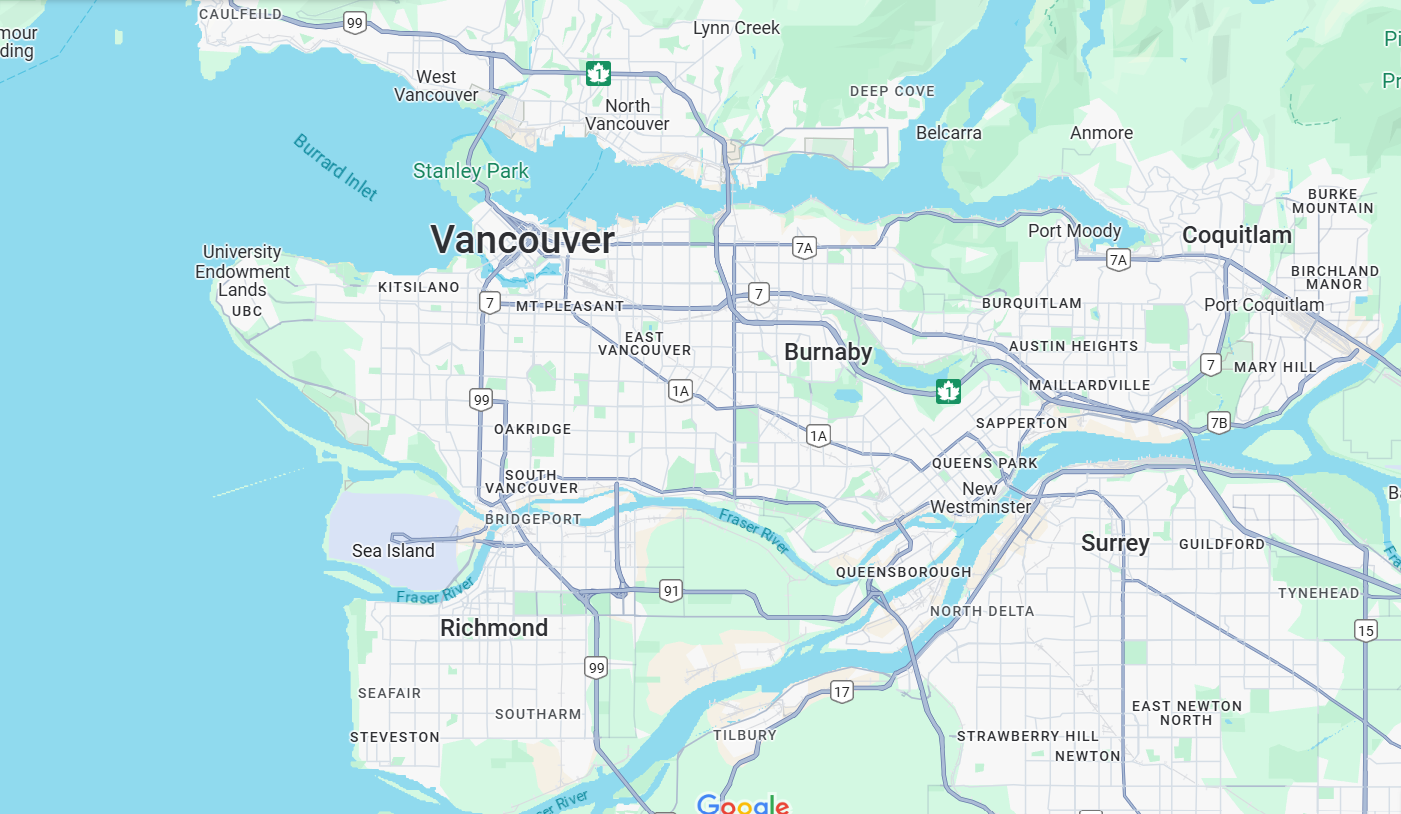 CAULFEILD
99
Lynn Creek
mour
ding
Pi
West
Vancouver
1
Pr
DEEP COVE
North
Vancouver
Belcarra
Anmore
Burrard Inlet
Stanley Park
BURKE
MOUNTAIN
Vancouver
7A
Port Moody
Coquitlam
University
Endowment
Lands
7A
BIRCHLAND
MANOR
KITSILANO
7
MT PLEASANT
7
BURQUITLAM
Port Coquitlam
UBC
EAST
VANCOUVER
Burnaby
AUSTIN HEIGHTS
7
MARY HILL
99
1A
1
MAILLARDVILLE
OAKRIDGE
1A
SAPPERTON
7B
SOUTH
VANCOUVER
QUEENS PARK
New
Westminster
Ba
BRIDGEPORT
Fraser River
Sea Island
Surrey
GUILDFORD
Fra
QUEENSBOROUGH
Fraser River
91
TYNEHEAD
NORTH DELTA
Richmond
15
99
SEAFAIR
17
SOUTHARM
EAST NEWTON
NORTH
STEVESTON
TILBURY
STRAWBERRY HILL
NEWTON
ser River
Google